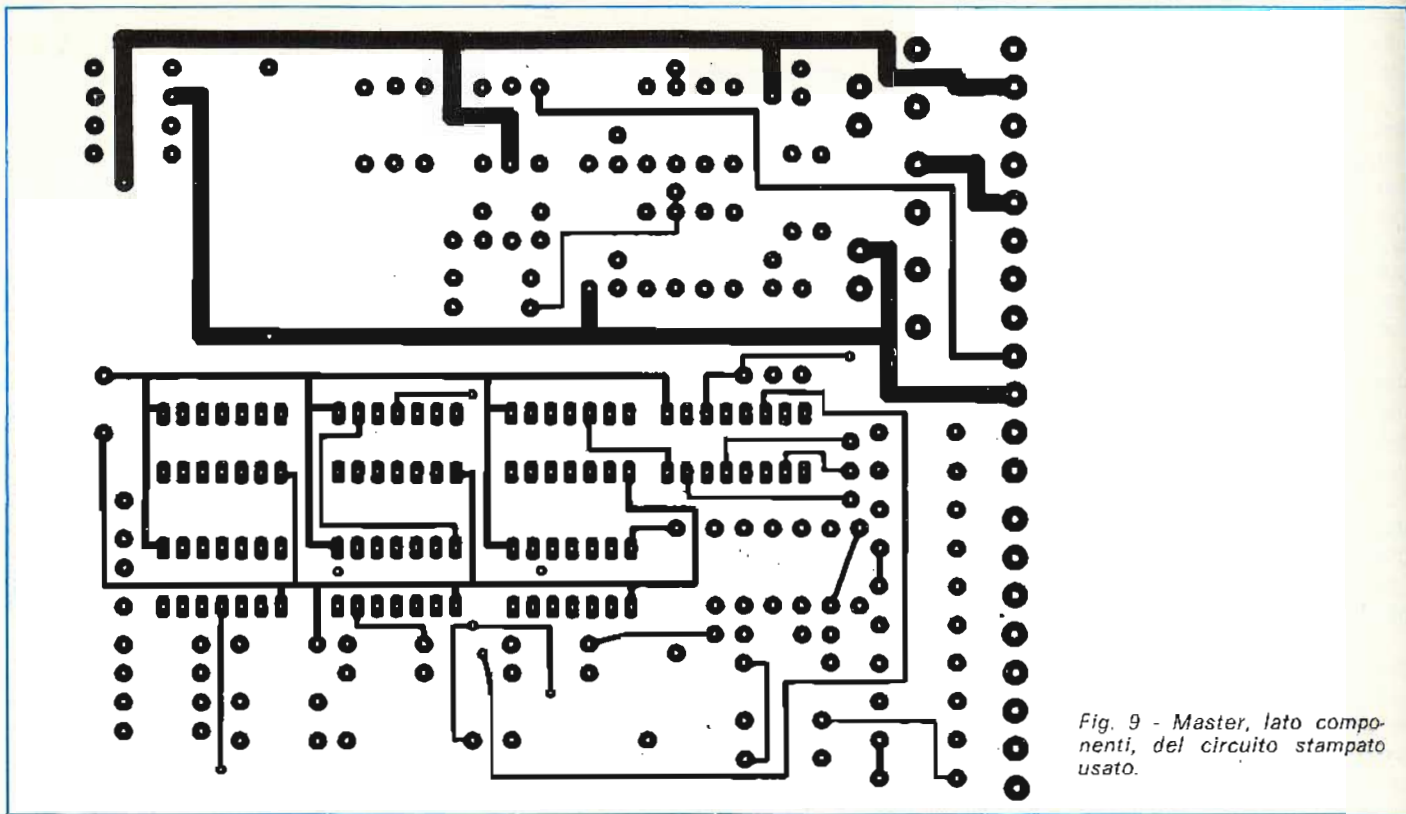 Fig. 9 - Master, lato compo-
nenti, del circuito stampato
usato.